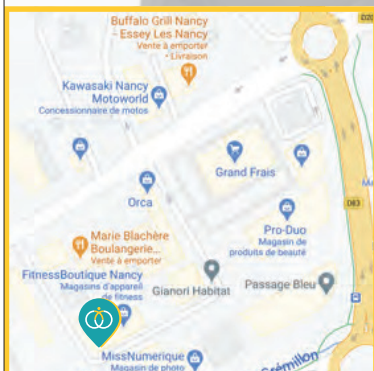 Buffalo Grill Nancy
- Essey Les Nancy
Vente à emporter
• Livraison
D83
Kawasaki Nancy
Motoworld
Concessionnaire de motos
Grand Frais
Orca
Pro-Duo
Magasin de
produits de beauté
Marie Blachère
Boulangerie...
Vente à emporter
FitnessBoutique Nancy
Magasins d'appareil
de fitness
Gianori Habitat
Passage Bleu
MissNumerique
Magasin de photo
Grémillon